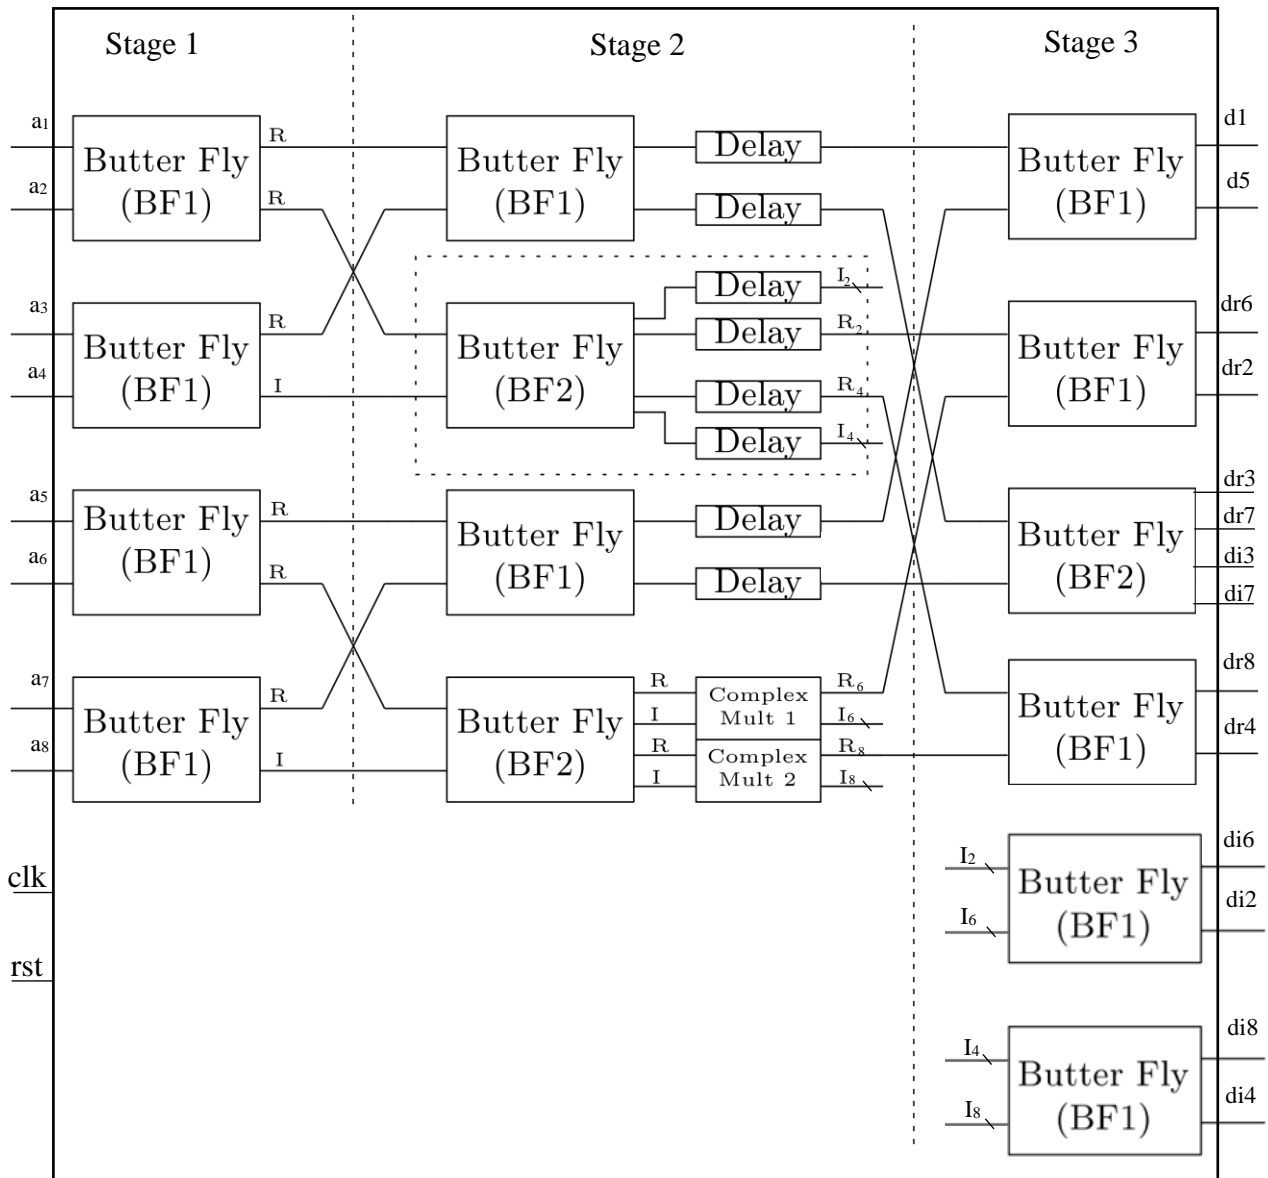 Stage 1
Stage 2
Stage 3
a1
a2
Butter Fly
(BF1)
R
R
Butter Fly
(BF1)
Delay
Delay
Butter Fly
(BF1)
d1
d5
a3
a4
Butter Fly
(BF1)
R
I
Butter Fly
(BF2)
Delay
Delay
Delay
Delay
I2
R2
R4
I4
Butter Fly
(BF1)
dr6
dr2
a5
a6
Butter Fly
(BF1)
R
R
Butter Fly
(BF1)
Delay
Delay
Butter Fly
(BF2)
dr3
dr7
di3
di7
a7
a8
Butter Fly
(BF1)
R
I
Butter Fly
(BF2)
R
I
R
I
Complex
Mult 1
Complex
Mult 2
R6
I6
R8
I8
Butter Fly
(BF1)
dr8
dr4
clk
rst
I2
I6
Butter Fly
(BF1)
di6
di2
I4
I8
Butter Fly
(BF1)
di8
di4